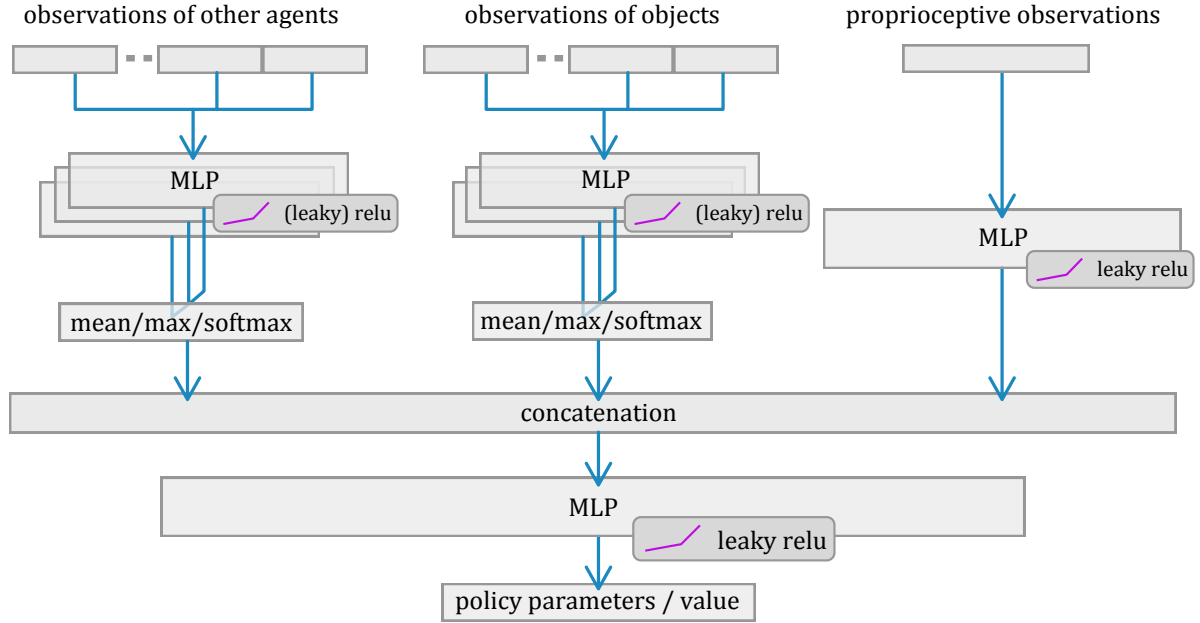 observations of other agents
observations of objects
proprioceptive observations
MLP
(leaky) relu
MLP
(leaky) relu
MLP
leaky relu
mean/max/softmax
mean/max/softmax
concatenation
MLP
leaky relu
policy parameters / value